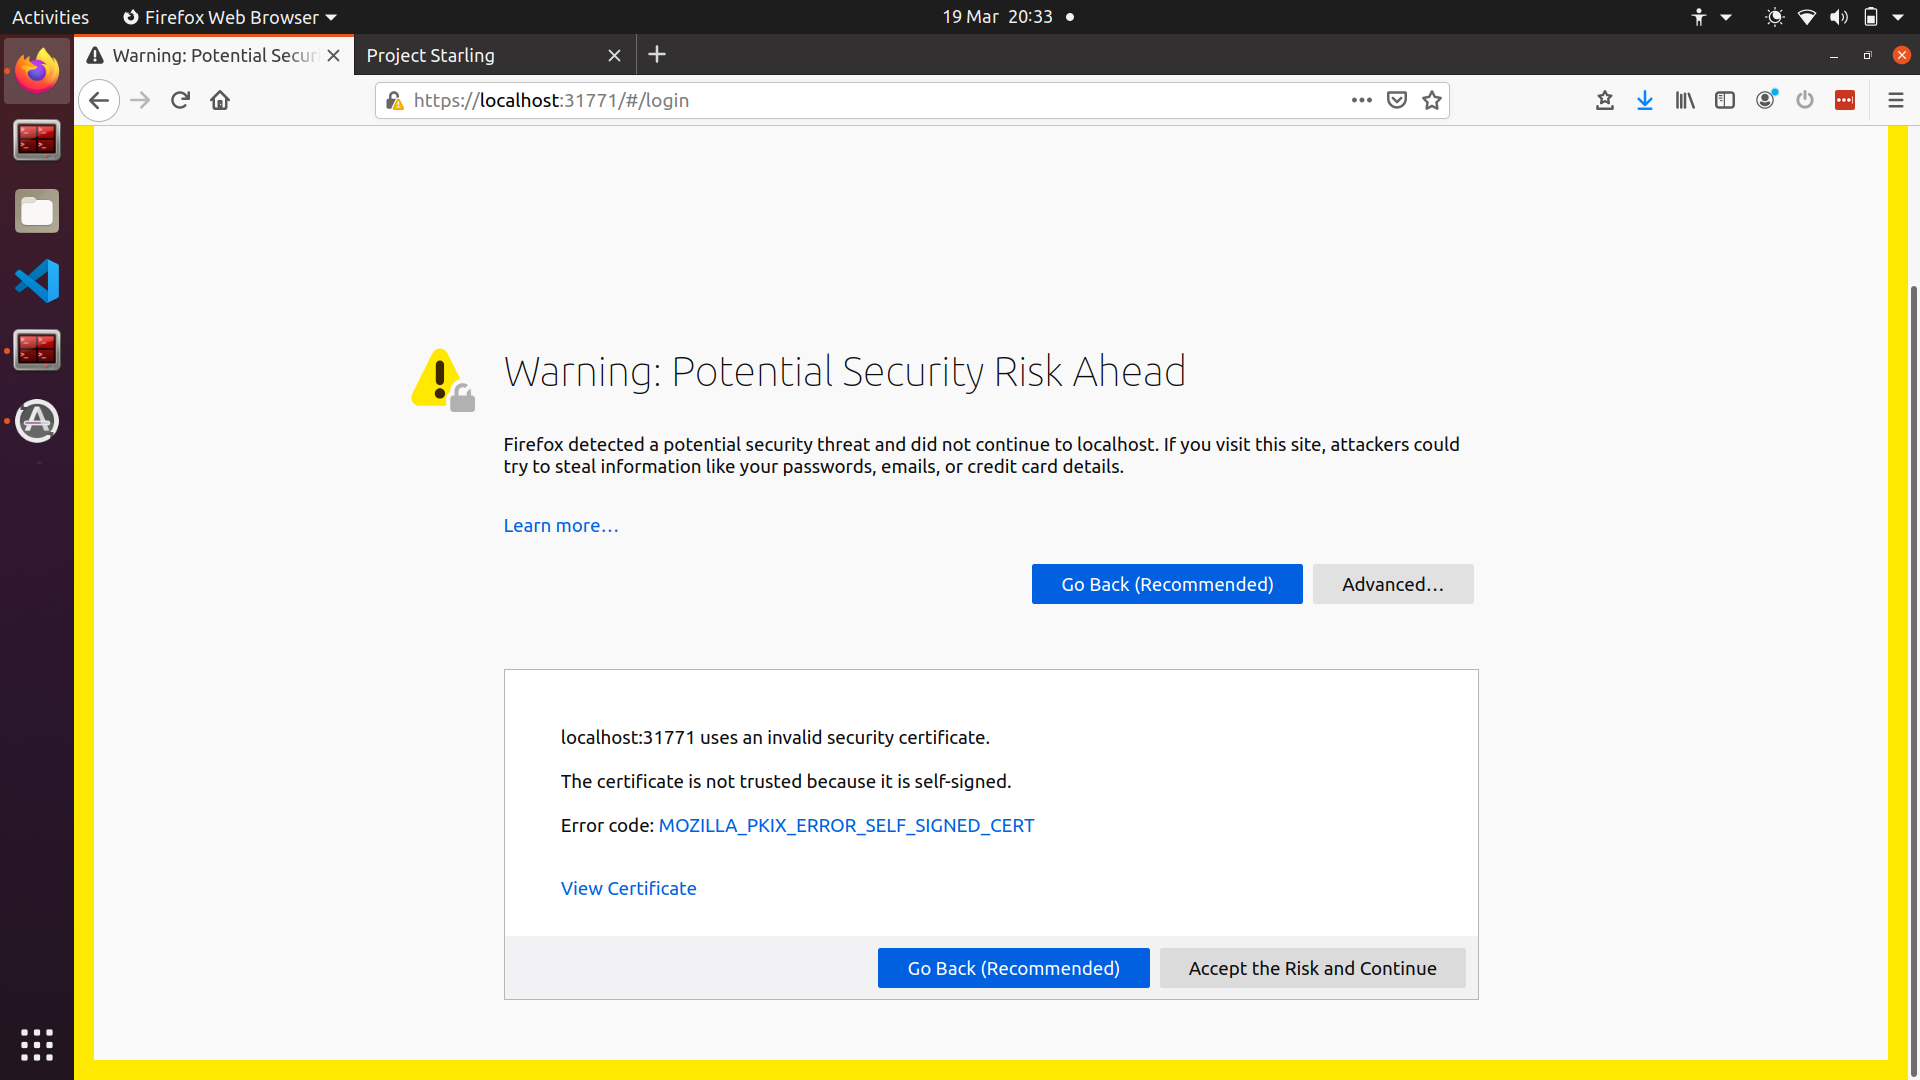 Activities
Firefox Web Browser
19 Mar 20:33
Warning: Potential Secur
Project Starling
https://localhost:31771/#/login
Warning: Potential Security Risk Ahead
Firefox detected a potential security threat and did not continue to localhost. If you visit this site, attackers could
try to steal information like your passwords, emails, or credit card details.
Learn more…
Go Back (Recommended)
Advanced…
localhost:31771 uses an invalid security certificate.
The certificate is not trusted because it is self-signed.
Error code: MOZILLA_PKIX_ERROR_SELF_SIGNED_CERT
View Certificate
Go Back (Recommended)
Accept the Risk and Continue